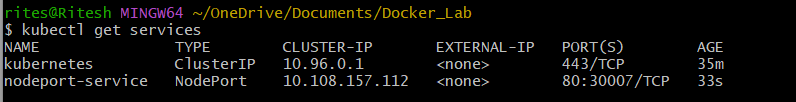 rites@Ritesh MINGW64 ~/OneDrive/Documents/Docker_Lab
$ kubectl get services
NAME TYPE CLUSTER-IP EXTERNAL-IP PORT(S) AGE
kubernetes ClusterIP 10.96.0.1 <none> 443/TCP 35m
nodeport-service NodePort 10.108.157.112 <none> 80:30007/TCP 33s